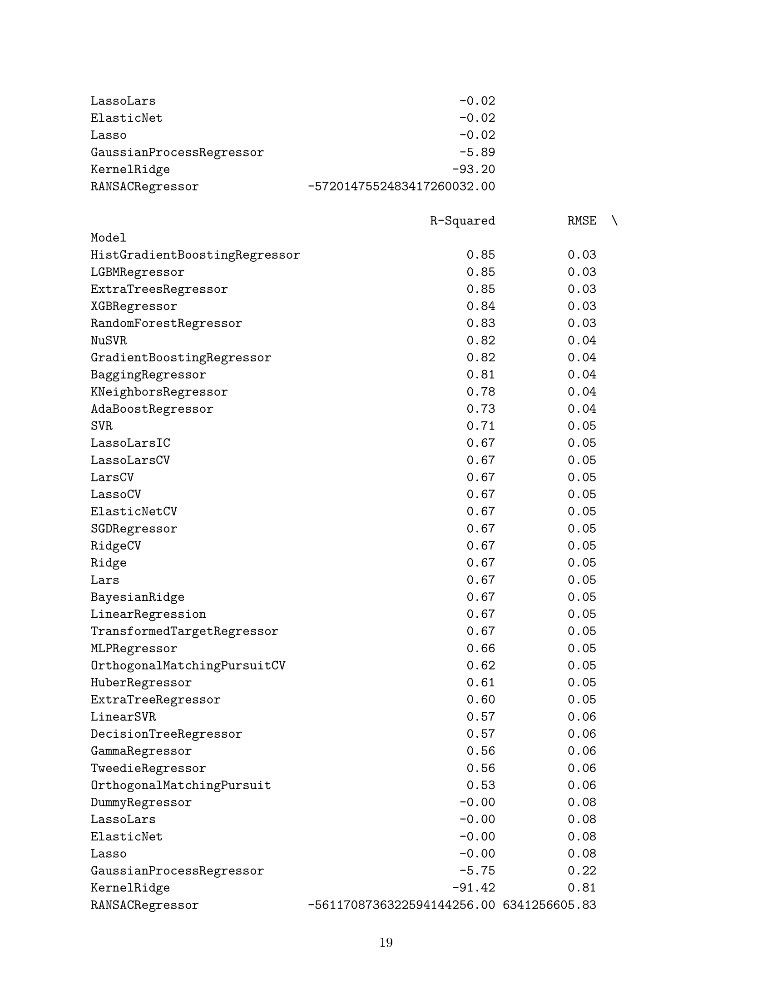 LassoLars -0.02
ElasticNet -0.02
Lasso -0.02
GaussianProcessRegressor -5.89
KernelRidge -93.20
RANSACRegressor -5720147552483417260032.00
R-Squared RMSE \
Model
HistGradientBoostingRegressor 0.85 0.03
LGBMRegressor 0.85 0.03
ExtraTreesRegressor 0.85 0.03
XGBRegressor 0.84 0.03
RandomForestRegressor 0.83 0.03
NuSVR 0.82 0.04
GradientBoostingRegressor 0.82 0.04
BaggingRegressor 0.81 0.04
KNeighborsRegressor 0.78 0.04
AdaBoostRegressor 0.73 0.04
SVR 0.71 0.05
LassoLarsIC 0.67 0.05
LassoLarsCV 0.67 0.05
LarsCV 0.67 0.05
LassoCV 0.67 0.05
ElasticNetCV 0.67 0.05
SGDRegressor 0.67 0.05
RidgeCV 0.67 0.05
Ridge 0.67 0.05
Lars 0.67 0.05
BayesianRidge 0.67 0.05
LinearRegression 0.67 0.05
TransformedTargetRegressor 0.67 0.05
MLPRegressor 0.66 0.05
OrthogonalMatchingPursuitCV 0.62 0.05
HuberRegressor 0.61 0.05
ExtraTreeRegressor 0.60 0.05
LinearSVR 0.57 0.06
DecisionTreeRegressor 0.57 0.06
GammaRegressor 0.56 0.06
TweedieRegressor 0.56 0.06
OrthogonalMatchingPursuit 0.53 0.06
DummyRegressor -0.00 0.08
LassoLars -0.00 0.08
ElasticNet -0.00 0.08
Lasso -0.00 0.08
GaussianProcessRegressor -5.75 0.22
KernelRidge -91.42 0.81
RANSACRegressor -5611708736322594144256.00 6341256605.83
19